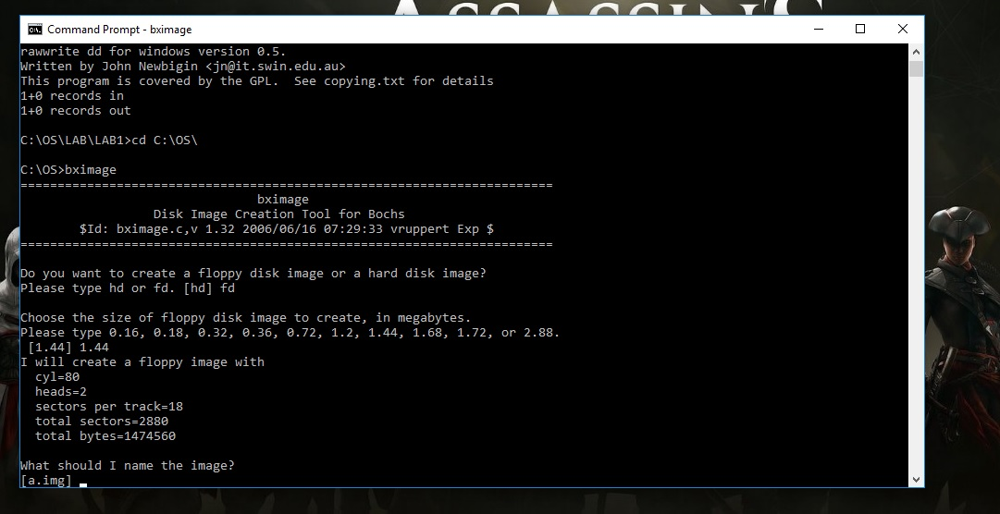 ASSASSIN'S
Command Prompt - bximage
rawwrite dd for windows version 0.5.
Written by John Newbigin <jn@it.swin.edu.au>
This program is covered by the GPL.  See copying.txt for details
1+0 records in
1+0 records out
C:\OS\LAB\LAB1>cd C:\OS\
C:\OS>bximage
========================================================================
bximage
Disk Image Creation Tool for Bochs
$Id: bximage.c,v 1.32 2006/06/16 07:29:33 vruppert Exp $
========================================================================
Do you want to create a floppy disk image or a hard disk image?
Please type hd or fd. [hd] fd
Choose the size of floppy disk image to create, in megabytes.
Please type 0.16, 0.18, 0.32, 0.36, 0.72, 1.2, 1.44, 1.68, 1.72, or 2.88.
[1.44] 1.44
I will create a floppy image with
cyl=80
heads=2
sectors per track=18
total sectors=2880
total bytes=1474560
What should I name the image?
[a.img]